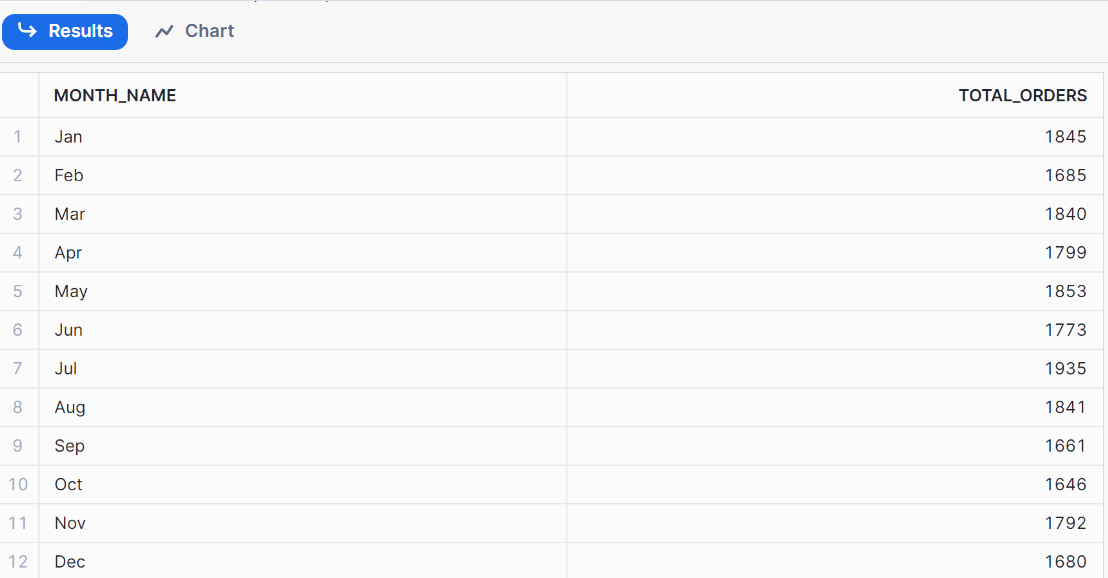 Results Chart
MONTH_NAME TOTAL_ORDERS
1 Jan 1845
2 Feb 1685
3 Mar 1840
4 Apr 1799
5 May 1853
6 Jun 1773
7 Jul 1935
8 Aug 1841
9 Sep 1661
10 Oct 1646
11 Nov 1792
12 Dec 1680